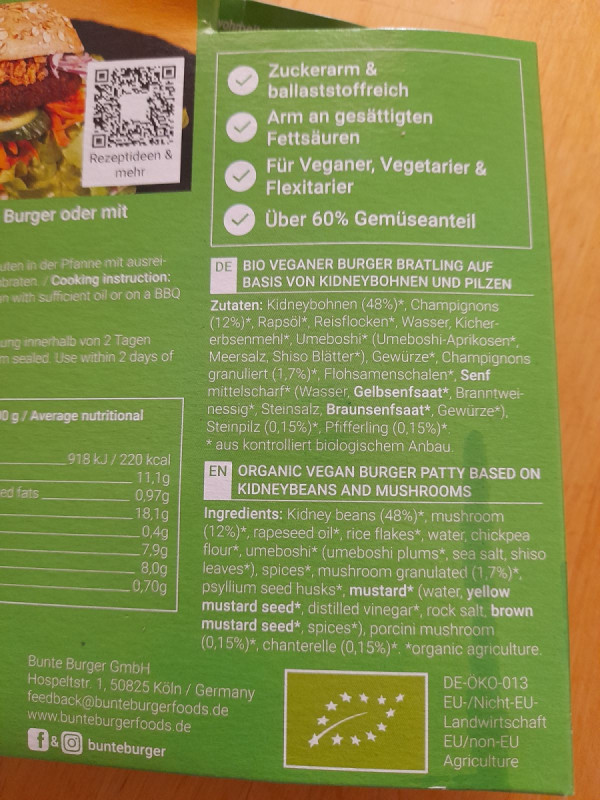 Rezeptideen &
mehr
Burger oder mit
uten in der Pfanne mit ausrei-
braten. / Cooking instruction:
n with sufficient oil or on a BBQ
ung innerhalb von 2 Tagen
m sealed. Use within 2 days of
0 g / Average nutritional
918 kJ / 220 kcal
11,1g
ed fats 0,97g
18,1g
0,4g
7,9g
8,0g
0,70g
Zuckerarm &
ballaststoffreich
Arm an gesättigten
Fettsäuren
Für Veganer, Vegetarier &
Flexitarier
Über 60% Gemüseanteil
DE BIO VEGANER BURGER BRATLING AUF
BASIS VON KIDNEYBOHNEN UND PILZEN
Zutaten: Kidneybohnen (48%)*, Champignons
(12%)*, Rapsöl*, Reisflocken*, Wasser, Kicher-
erbsenmehl*, Umeboshi* (Umeboshi-Aprikosen*,
Meersalz, Shiso Blätter*), Gewürze*, Champignons
granuliert (1,7%)*, Flohsamenschalen*, Senf
mittelscharf* (Wasser, Gelbsenfsaat*, Branntwei-
nessig*, Steinsalz, Braunsenfsaat*, Gewürze*),
Steinpilz (0,15%)*, Pfifferling (0,15%)*.
* aus kontrolliert biologischem Anbau.
EN ORGANIC VEGAN BURGER PATTY BASED ON
KIDNEYBEANS AND MUSHROOMS
Ingredients: Kidney beans (48%)*, mushroom
(12%)*, rapeseed oil*, rice flakes*, water, chickpea
flour*, umeboshi* (umeboshi plums*, sea salt, shiso
leaves*), spices*, mushroom granulated (1,7%)*,
psyllium seed husks*, mustard* (water, yellow
mustard seed*, distilled vinegar*, rock salt, brown
mustard seed*, spices*), porcini mushroom
(0,15%)*, chanterelle (0,15%)*. *organic agriculture.
Bunte Burger GmbH
Hospeltstr. 1, 50825 Köln / Germany
feedback@bunteburgerfoods.de
www.bunteburgerfoods.de
f & bunteburger
DE-ÖKO-013
EU-/Nicht-EU-
Landwirtschaft
EU/non-EU
Agriculture